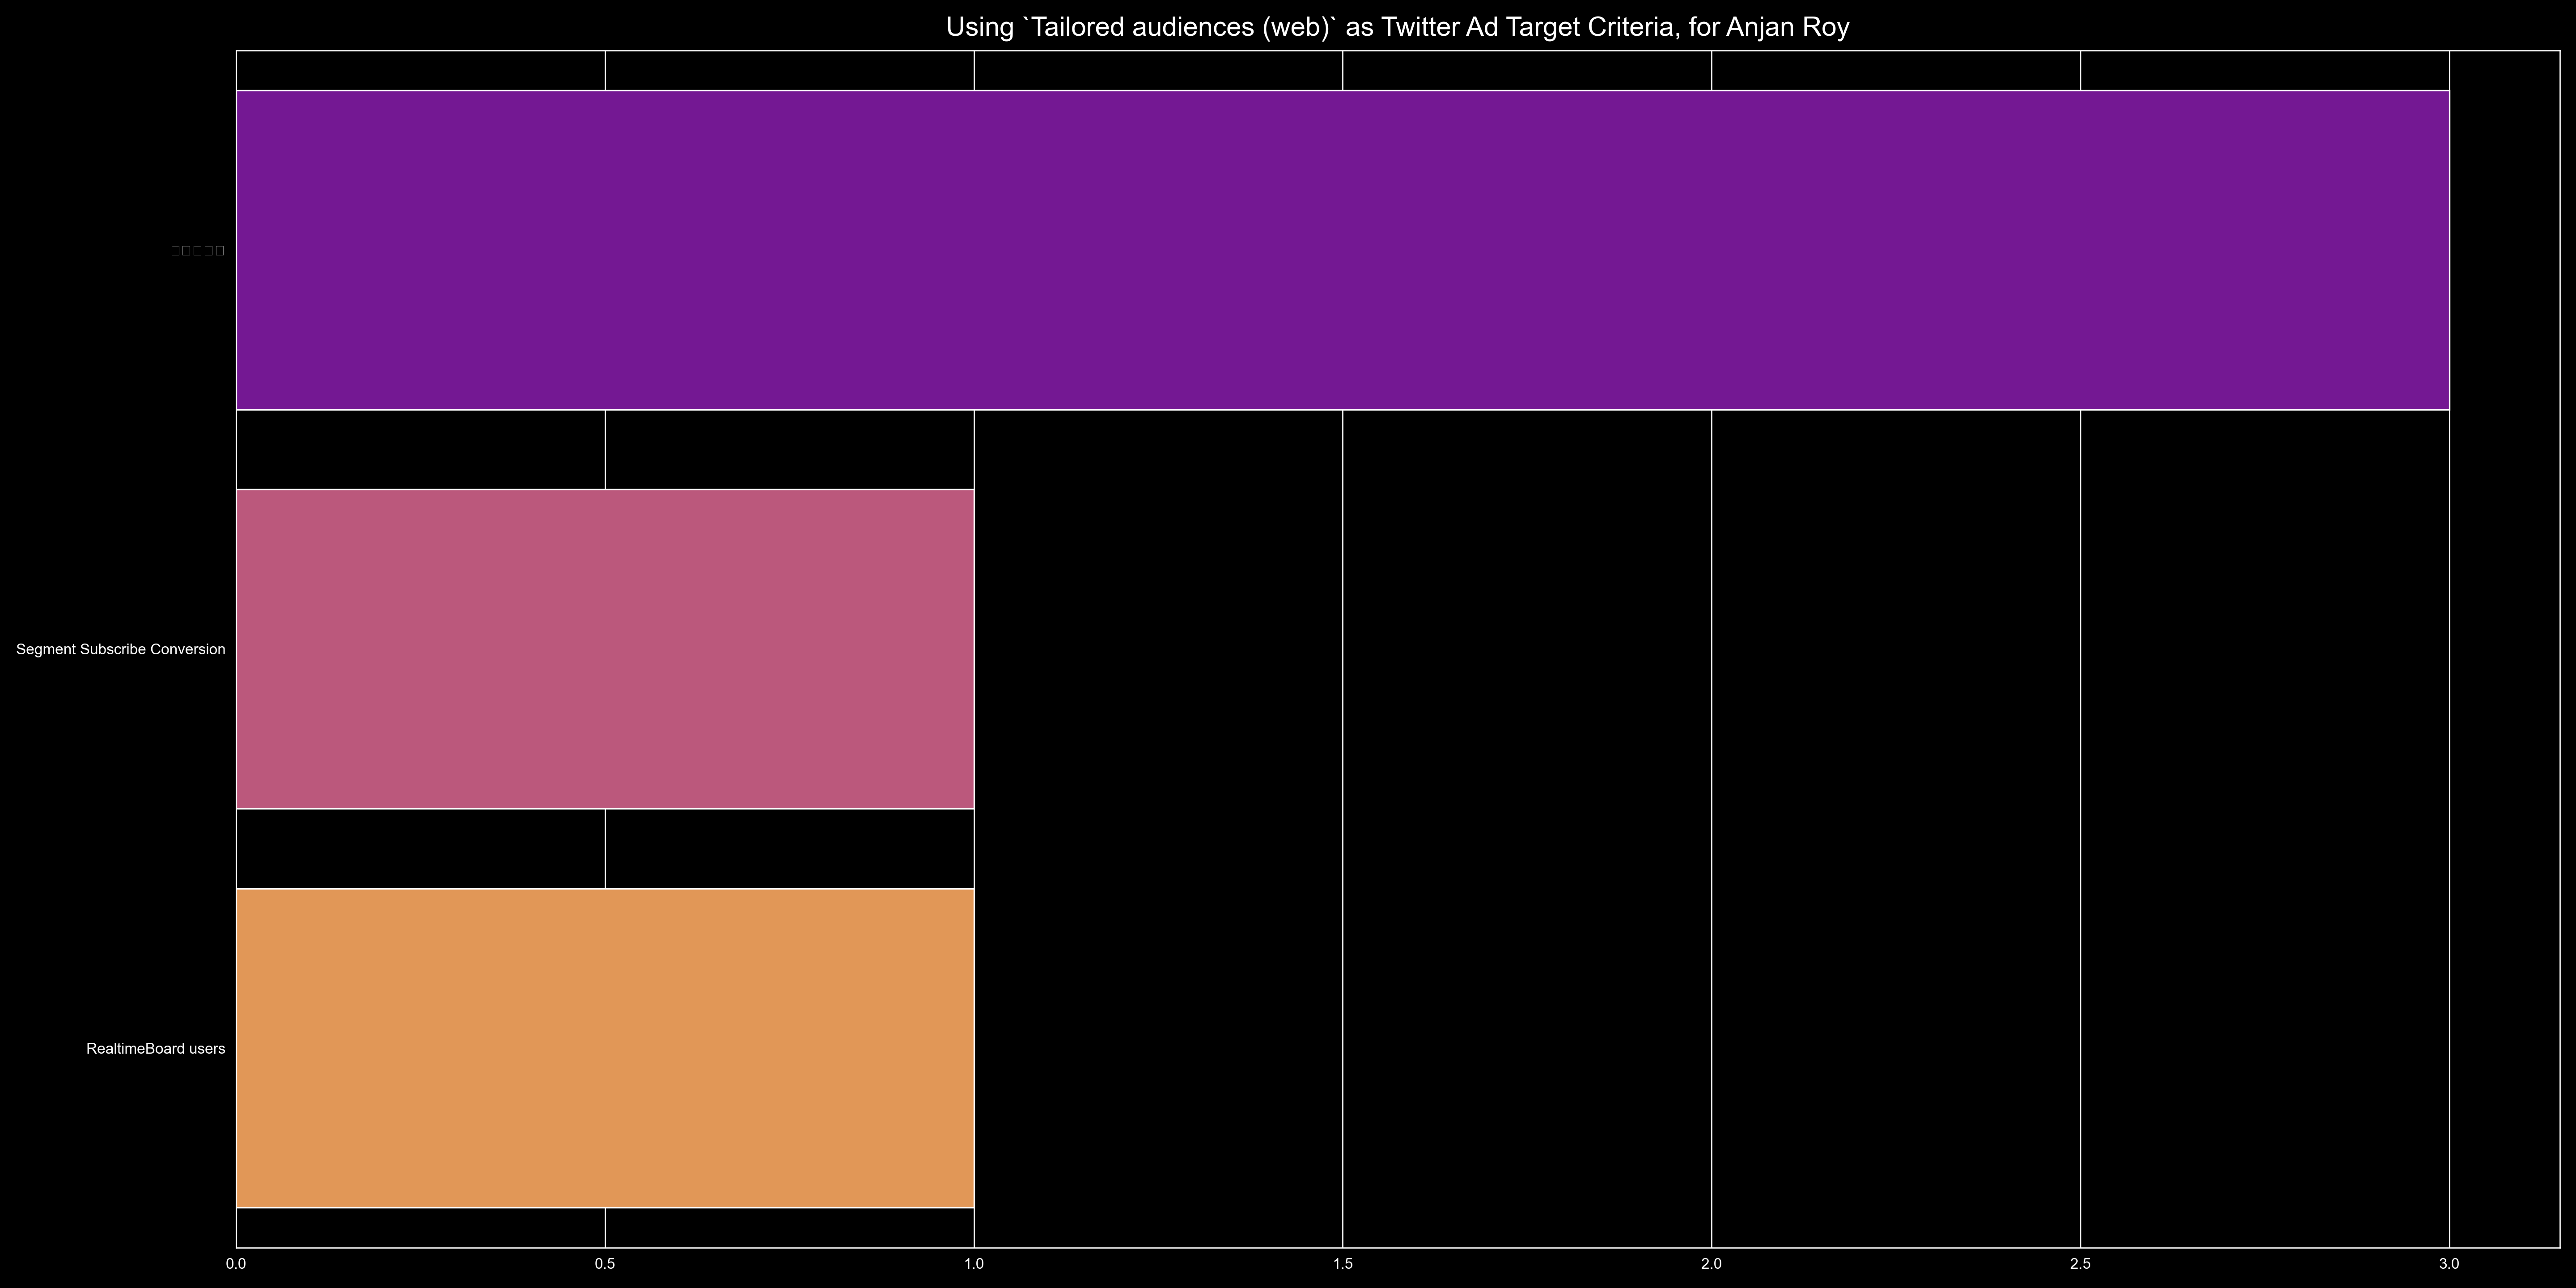 Using `Tailored audiences (web)` as Twitter Ad Target Criteria, for Anjan Roy
Segment Subscribe Conversion
RealtimeBoard users
0.0 0.5 1.0 1.5 2.0 2.5 3.0